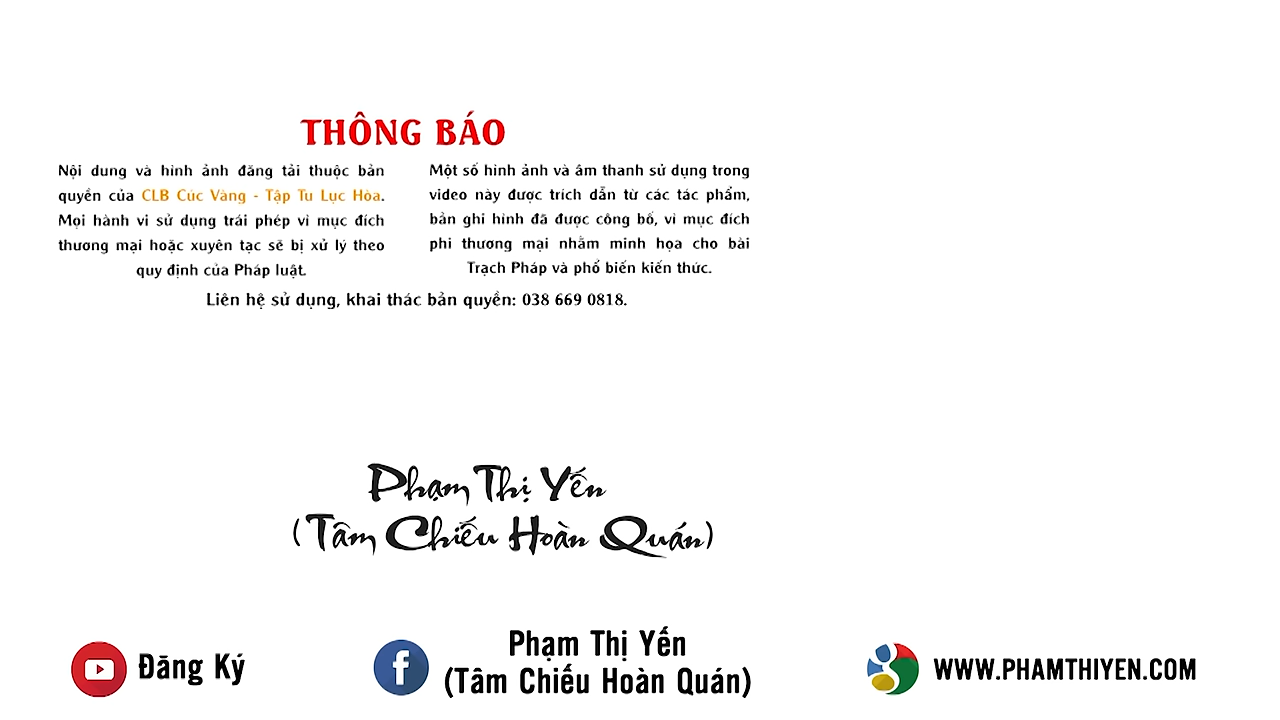 THÔNG BÁO
Nội dung và hình ảnh đăng tải thuộc bản
quyền của CLB Cúc Vàng - Tập Tu Lục Hòa.
Mọi hành vi sử dụng trái phép vì mục đích
thương mại hoặc xuyên tạc sẽ bị xử lý theo
quy định của Pháp luật.
Một số hình ảnh và âm thanh sử dụng trong
video này được trích dẫn từ các tác phẩm,
bản ghi hình đã được công bố, vì mục đích
phi thương mại nhằm minh họa cho bài
Trạch Pháp và phổ biến kiến thức.
Liên hệ sử dụng, khai thác bản quyền: 038 669 0818.
Phạm Thị Yến
(Tâm Chiếu Hoàn Quán)
Đăng Ký
Phạm Thị Yến
(Tâm Chiếu Hoàn Quán)
WWW.PHAMTHIYEN.COM